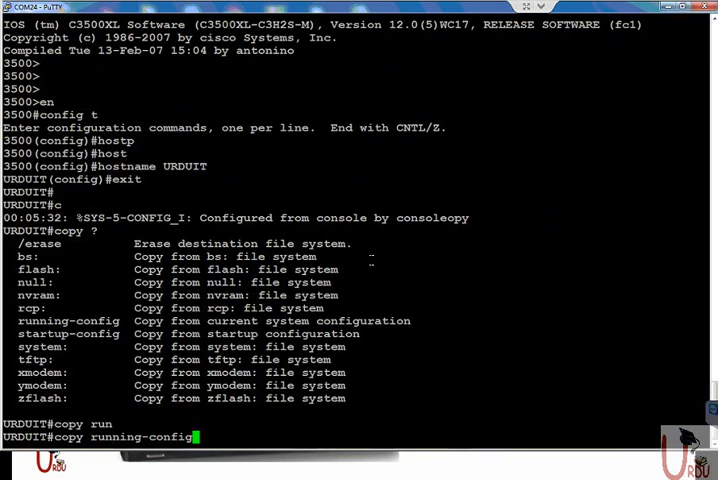 COM24 - PuTTY
IOS (tm) C3500XL Software (C3500XL-C3H2S-M), Version 12.0(5)WC17, RELEASE SOFTWARE (fc1)
Copyright (c) 1986-2007 by cisco Systems, Inc.
Compiled Tue 13-Feb-07 15:04 by antonino
3500>
3500>
3500>
3500>en
3500#config t
Enter configuration commands, one per line.  End with CNTL/Z.
3500(config)#hostp
3500(config)#host
3500(config)#hostname URDUIT
URDUIT(config)#exit
URDUIT#
URDUIT#c
00:05:32: %SYS-5-CONFIG_I: Configured from console by consoleopy
URDUIT#copy ?
/erase          Erase destination file system.
bs:             Copy from bs: file system
flash:          Copy from flash: file system
null:           Copy from null: file system
nvram:          Copy from nvram: file system
rcp:            Copy from rcp: file system
running-config  Copy from current system configuration
startup-config  Copy from startup configuration
system:         Copy from system: file system
tftp:           Copy from tftp: file system
xmodem:         Copy from xmodem: file system
ymodem:         Copy from ymodem: file system
zflash:         Copy from zflash: file system
URDUIT#copy run
URDUIT#copy running-config
URDU
URDU